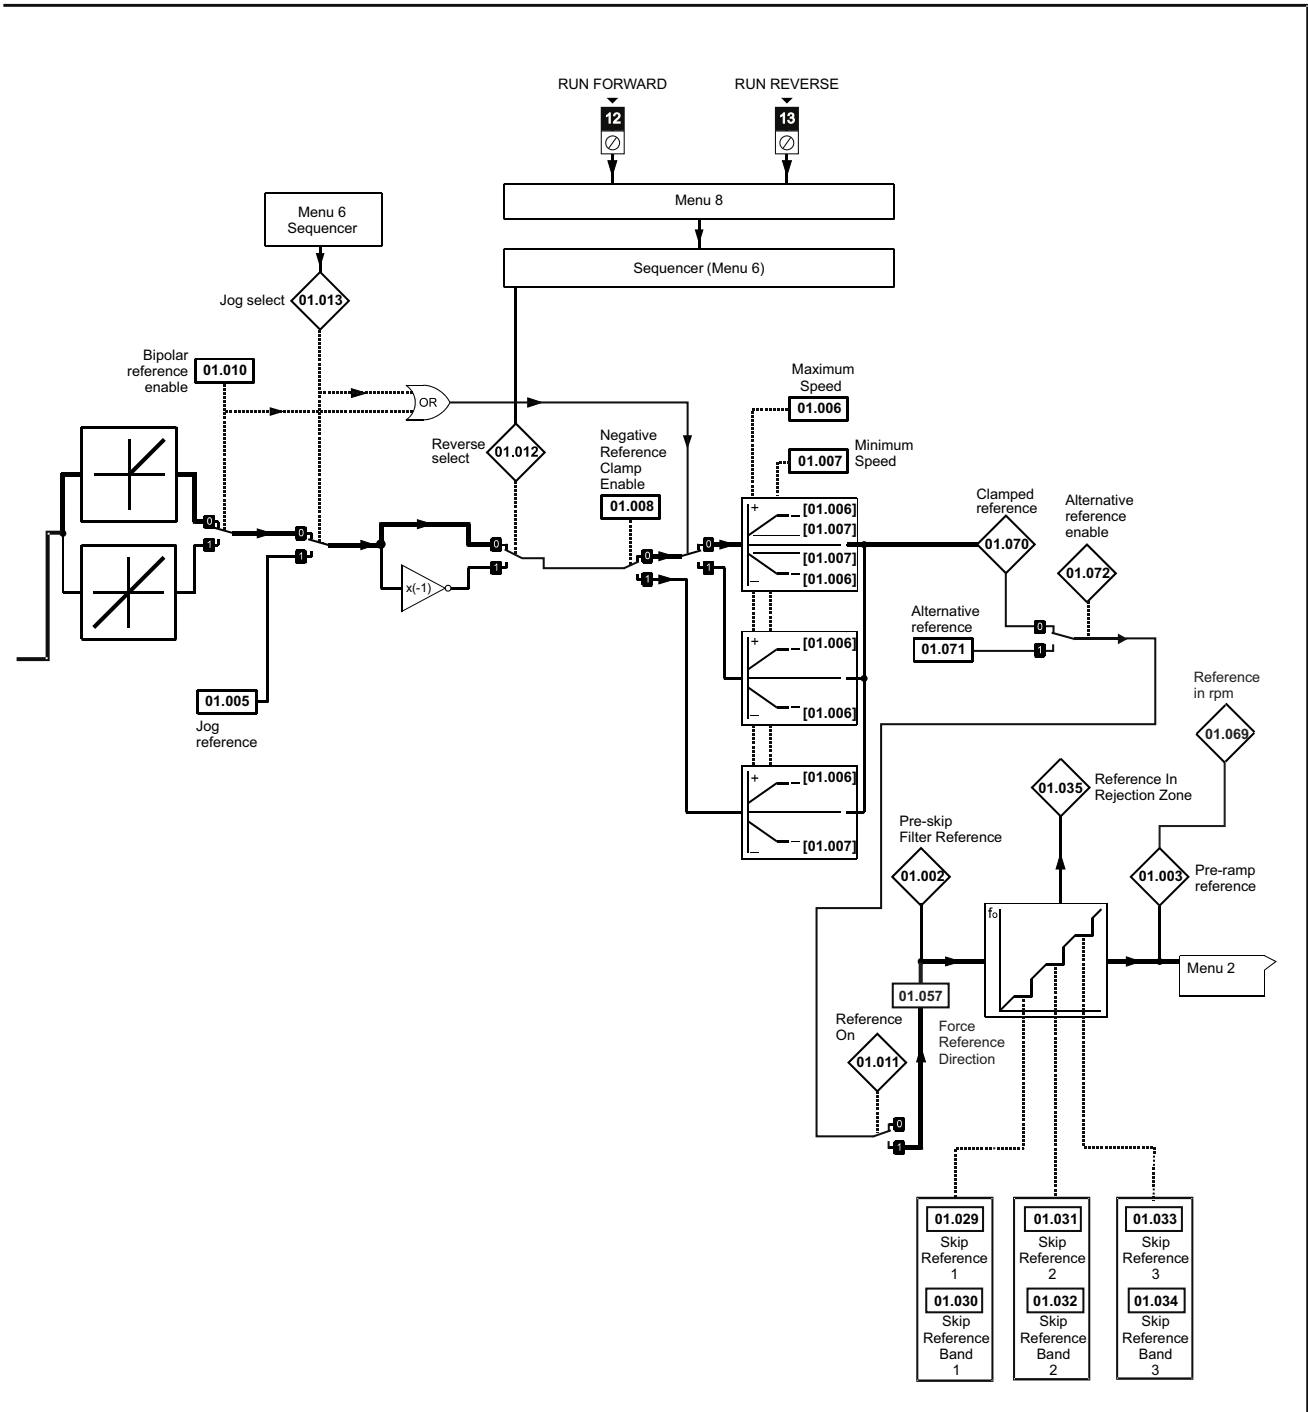 RUN FORWARD
RUN REVERSE
12
13
Menu 8
Menu 6
Sequencer
Sequencer (Menu 6)
Jog select
01.013
Bipolar
reference
enable
01.010
OR
Reverse
select
01.012
Negative
Reference
Clamp
Enable
01.008
Maximum
Speed
01.006
01.007
Minimum
Speed
0
1
0
1
x(-1)
0
1
0
1
0
1
+
[01.006]
[01.007]
[01.007]
[01.006]
_
Clamped
reference
01.070
Alternative
reference
enable
01.072
+
[01.006]
[01.006]
_
Alternative
reference
01.071
0
1
01.005
Jog
reference
+
[01.006]
[01.007]
_
Reference
in rpm
01.069
01.035
Reference In
Rejection Zone
Pre-skip
Filter Reference
01.002
01.003
Pre-ramp
reference
fo
Menu 2
01.057
Force
Reference
Direction
Reference
On
01.011
0
1
01.029
Skip
Reference
1
01.030
Skip
Reference
Band
1
01.031
Skip
Reference
2
01.032
Skip
Reference
Band
2
01.033
Skip
Reference
3
01.034
Skip
Reference
Band
3